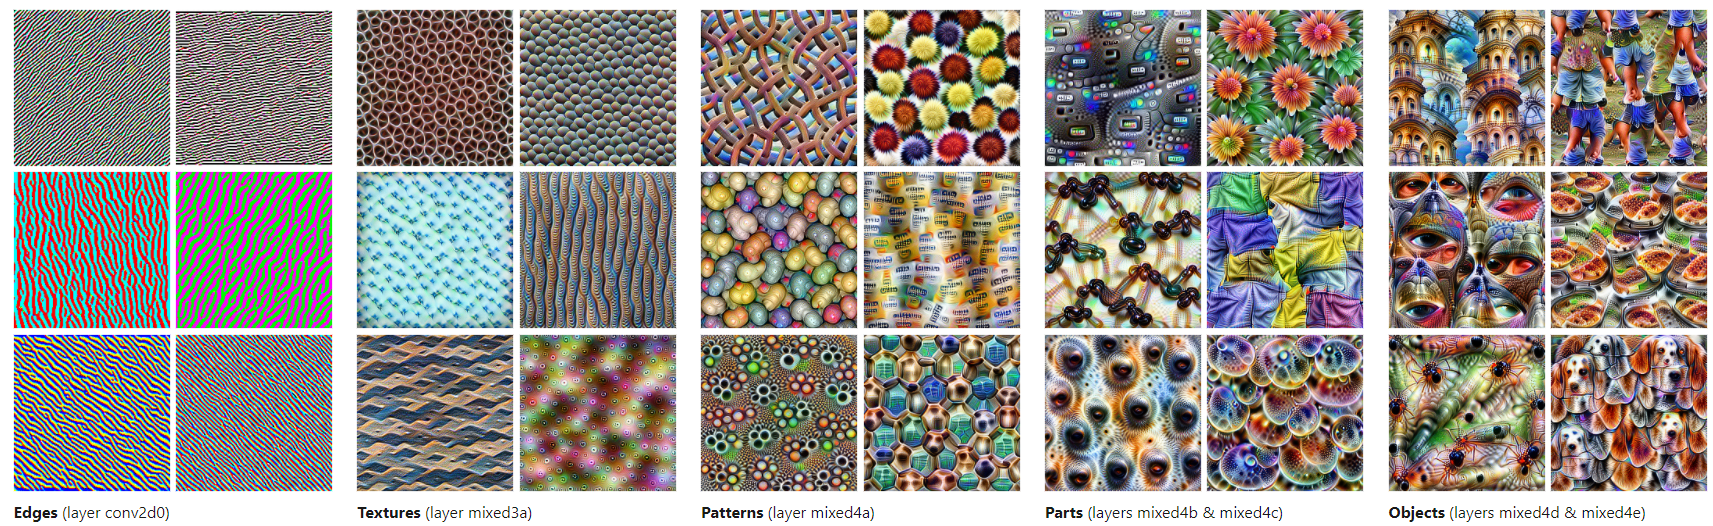 Edges (layer conv2d0)
Textures (layer mixed3a)
Patterns (layer mixed4a)
Parts (layers mixed4b & mixed4c)
Objects (layers mixed4d & mixed4e)